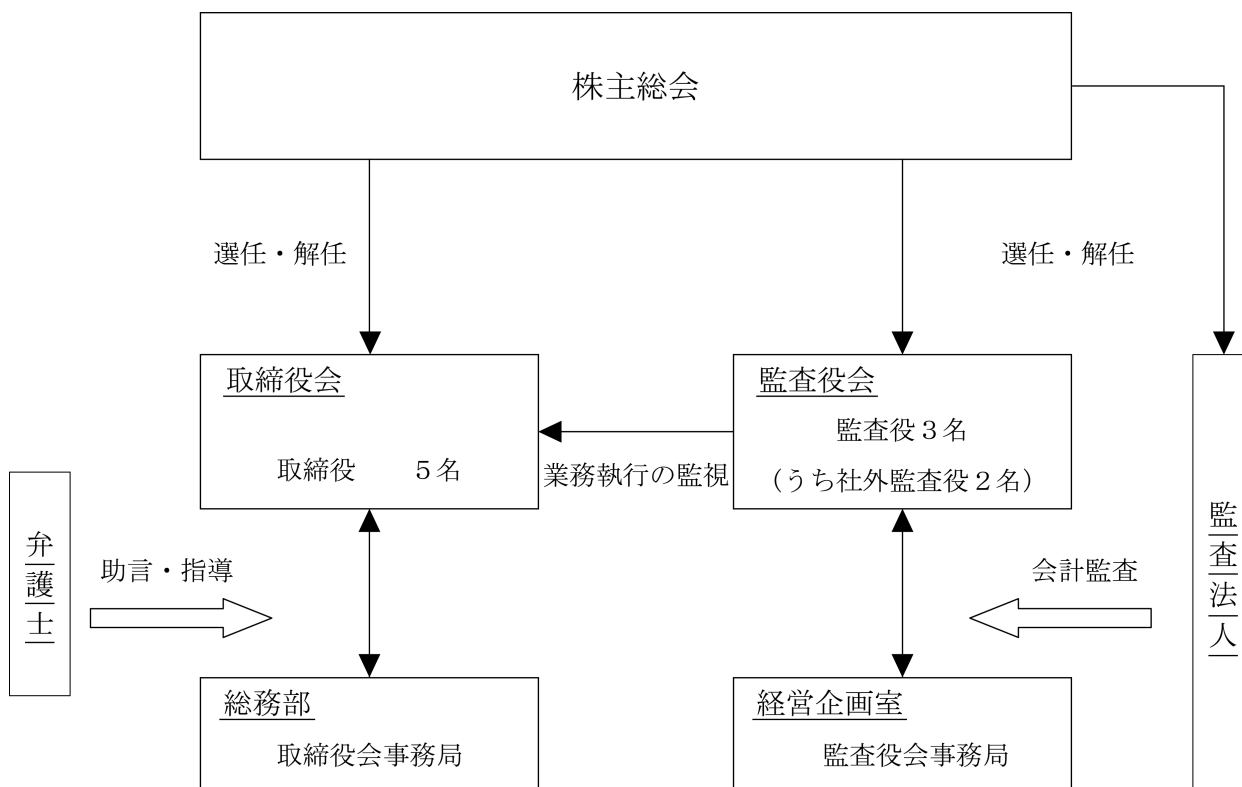 株主総会
選任・解任
選任・解任
取締役会
取締役　　５名
業務執行の監視
監査役会
監査役３名
（うち社外監査役２名）
弁護士
助言・指導
会計監査
監査法人
総務部
取締役会事務局
経営企画室
監査役会事務局